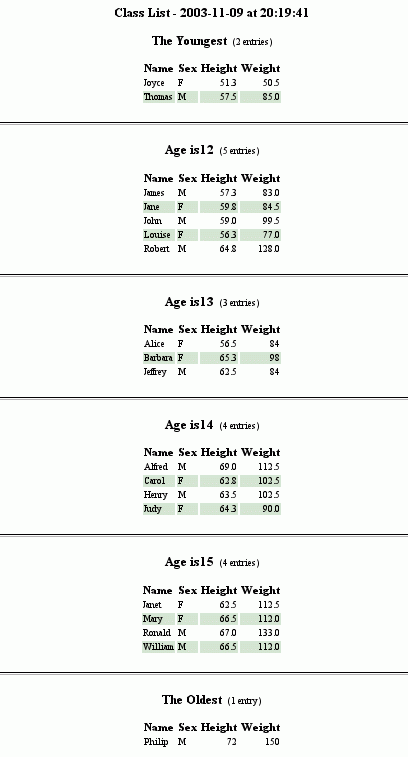 Class List - 2003-11-09 at 20:19:41
The Youngest (2 entries)
Name Sex Height Weight
Joyce F 51.3 50.5
Thomas M 57.5 85.0
Age is12 (5 entries)
Name Sex Height Weight
James M 57.3 83.0
Jane F 59.8 84.5
John M 59.0 99.5
Louise F 56.3 77.0
Robert M 64.8 128.0
Age is13 (3 entries)
Name Sex Height Weight
Alice F 56.5 84
Barbara F 65.3 98
Jeffrey M 62.5 84
Age is14 (4 entries)
Name Sex Height Weight
Alfred M 69.0 112.5
Carol F 62.8 102.5
Henry M 63.5 102.5
Judy F 64.3 90.0
Age is15 (4 entries)
Name Sex Height Weight
Janet F 62.5 112.5
Mary F 66.5 112.0
Ronald M 67.0 133.0
William M 66.5 112.0
The Oldest (1 entry)
Name Sex Height Weight
Philip M 72 150